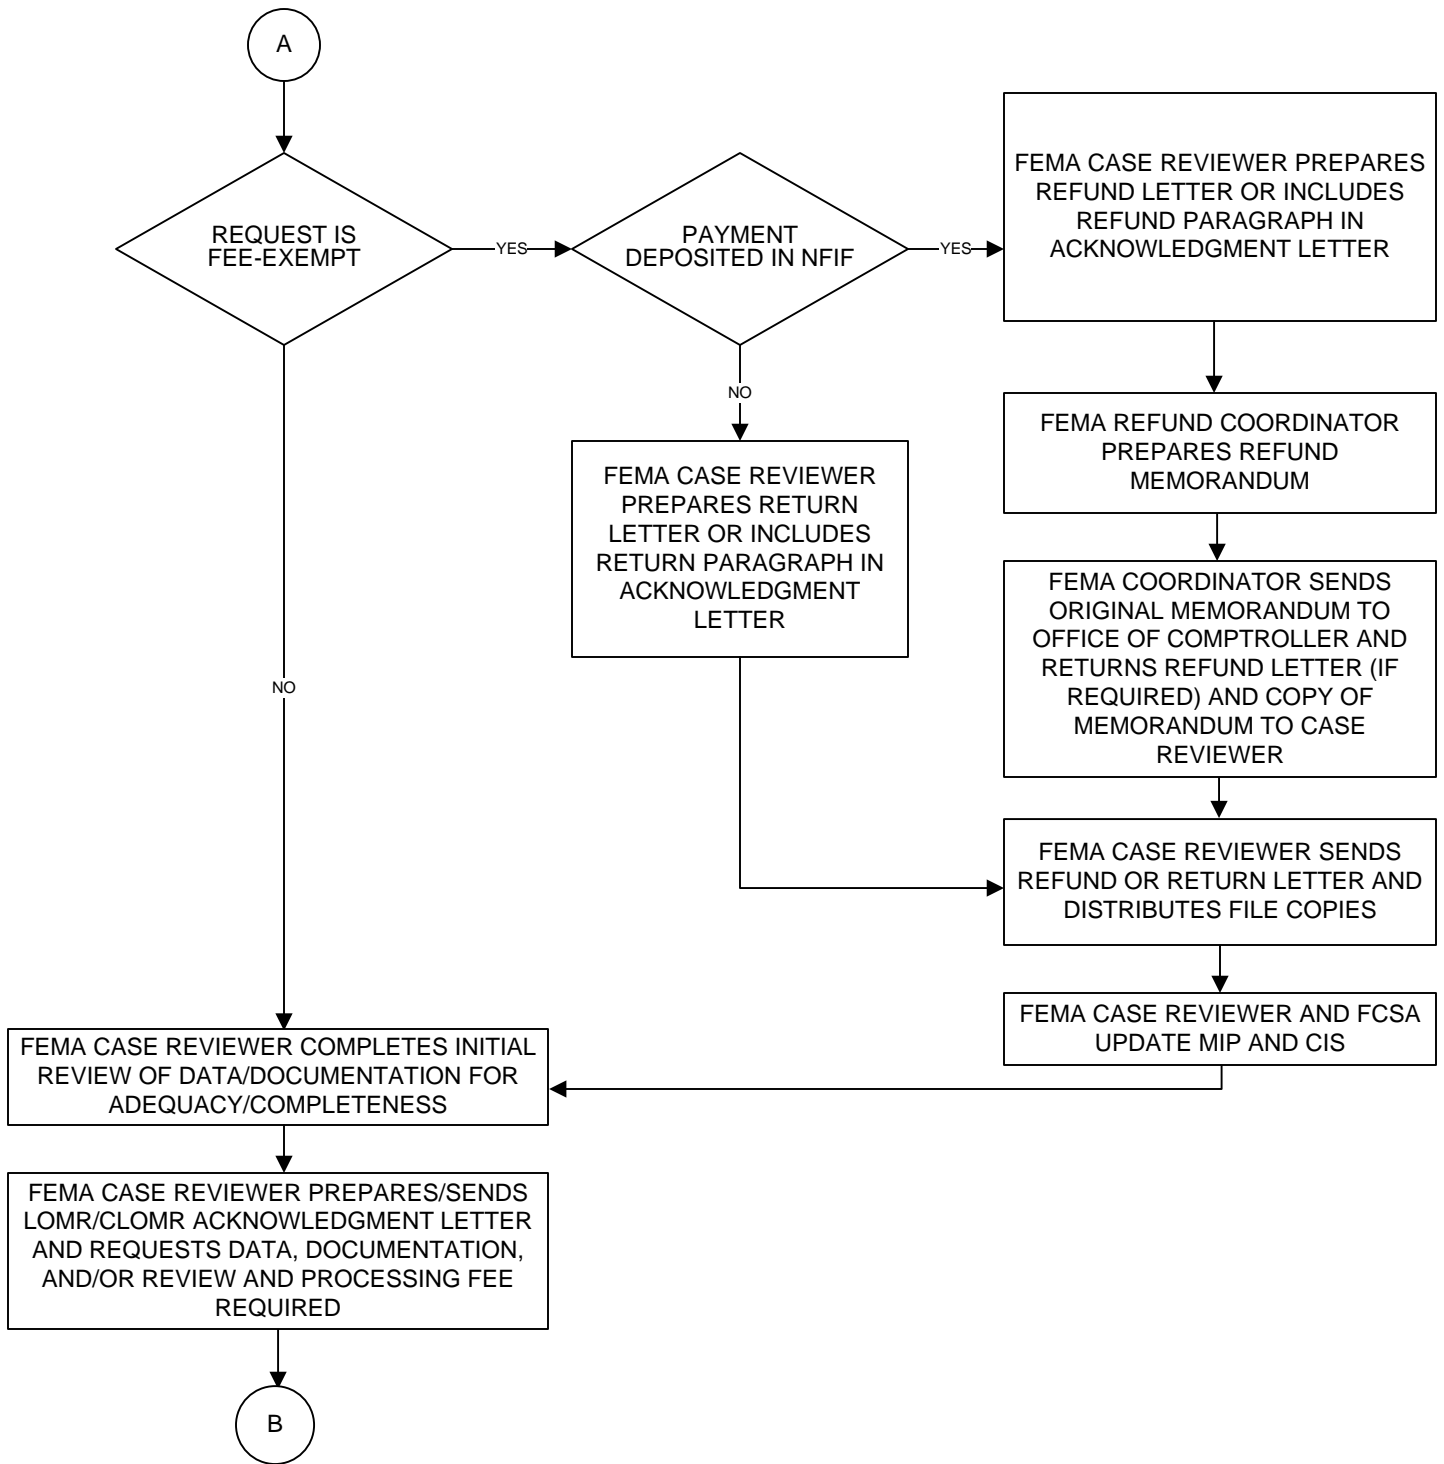 A
REQUEST IS
FEE-EXEMPT
YES
PAYMENT
DEPOSITED IN NFIF
YES
FEMA CASE REVIEWER PREPARES
REFUND LETTER OR INCLUDES
REFUND PARAGRAPH IN
ACKNOWLEDGMENT LETTER
NO
FEMA CASE REVIEWER
PREPARES RETURN
LETTER OR INCLUDES
RETURN PARAGRAPH IN
ACKNOWLEDGMENT
LETTER
FEMA REFUND COORDINATOR
PREPARES REFUND
MEMORANDUM
FEMA COORDINATOR SENDS
ORIGINAL MEMORANDUM TO
OFFICE OF COMPTROLLER AND
RETURNS REFUND LETTER (IF
REQUIRED) AND COPY OF
MEMORANDUM TO CASE
REVIEWER
NO
FEMA CASE REVIEWER SENDS
REFUND OR RETURN LETTER AND
DISTRIBUTES FILE COPIES
FEMA CASE REVIEWER AND FCSA
UPDATE MIP AND CIS
FEMA CASE REVIEWER COMPLETES INITIAL
REVIEW OF DATA/DOCUMENTATION FOR
ADEQUACY/COMPLETENESS
FEMA CASE REVIEWER PREPARES/SENDS
LOMR/CLOMR ACKNOWLEDGMENT LETTER
AND REQUESTS DATA, DOCUMENTATION,
AND/OR REVIEW AND PROCESSING FEE
REQUIRED
B